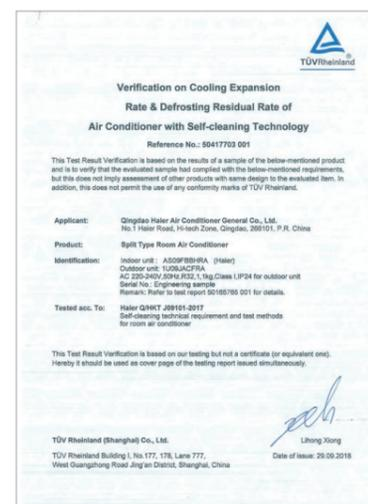 TÜVRheinland
Verification on Cooling Expansion
Rate & Defrosting Residual Rate of
Air Conditioner with Self-cleaning Technology
Reference No.: 50417703 001
This Test Result Verification is based on the results of a sample of the below-mentioned product
and is to verify that the evaluated sample had complied with the below-mentioned requirements,
but this does not imply assessment of other products with same design to the evaluated item. In
addition, this does not permit the use of any conformity marks of TÜV Rheinland.
Applicant: Qingdao Haier Air Conditioner General Co., Ltd.
No.1 Haier Road, Hi-tech Zone, Qingdao, 266101, P.R. China
Product: Split Type Room Air Conditioner
Identification: Indoor unit : AS09FBBHRA (Haier)
Outdoor unit: 1U09JACFRA
AC 220-240V,50Hz,R32,1.1kg,Class I,IP24 for outdoor unit
Serial No.: Engineering sample
Remark: Refer to test report 50165765 001 for details.
Tested acc. To: Haier Q/HKT J09101-2017
Self-cleaning technical requirement and test methods
for room air conditioner
This Test Result Verification is based on our testing but not a certificate (or equivalent one).
Hereby it should be used as cover page of the testing report issued simultaneously.
TÜV Rheinland (Shanghai) Co., Ltd.
Lihong Xiong
TÜV Rheinland Building I, No.177, 178, Lane 777,
West Guangzhong Road Jing'an District, Shanghai, China
Date of issue: 29.09.2018